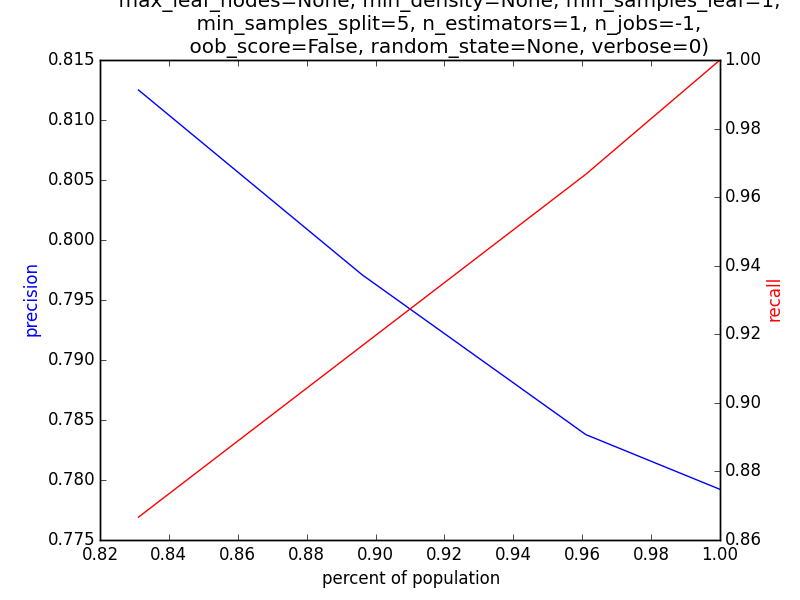 max_leaf_nodes=None, min_density=None, min_samples_leaf=1,
min_samples_split=5, n_estimators=1, n_jobs=-1,
oob_score=False, random_state=None, verbose=0)
0.815
0.810
0.805
0.800
0.795
0.790
0.785
0.780
0.775
precision
1.00
0.98
0.96
0.94
0.92
0.90
0.88
0.86
recall
0.82 0.84 0.86 0.88 0.90 0.92 0.94 0.96 0.98 1.00
percent of population